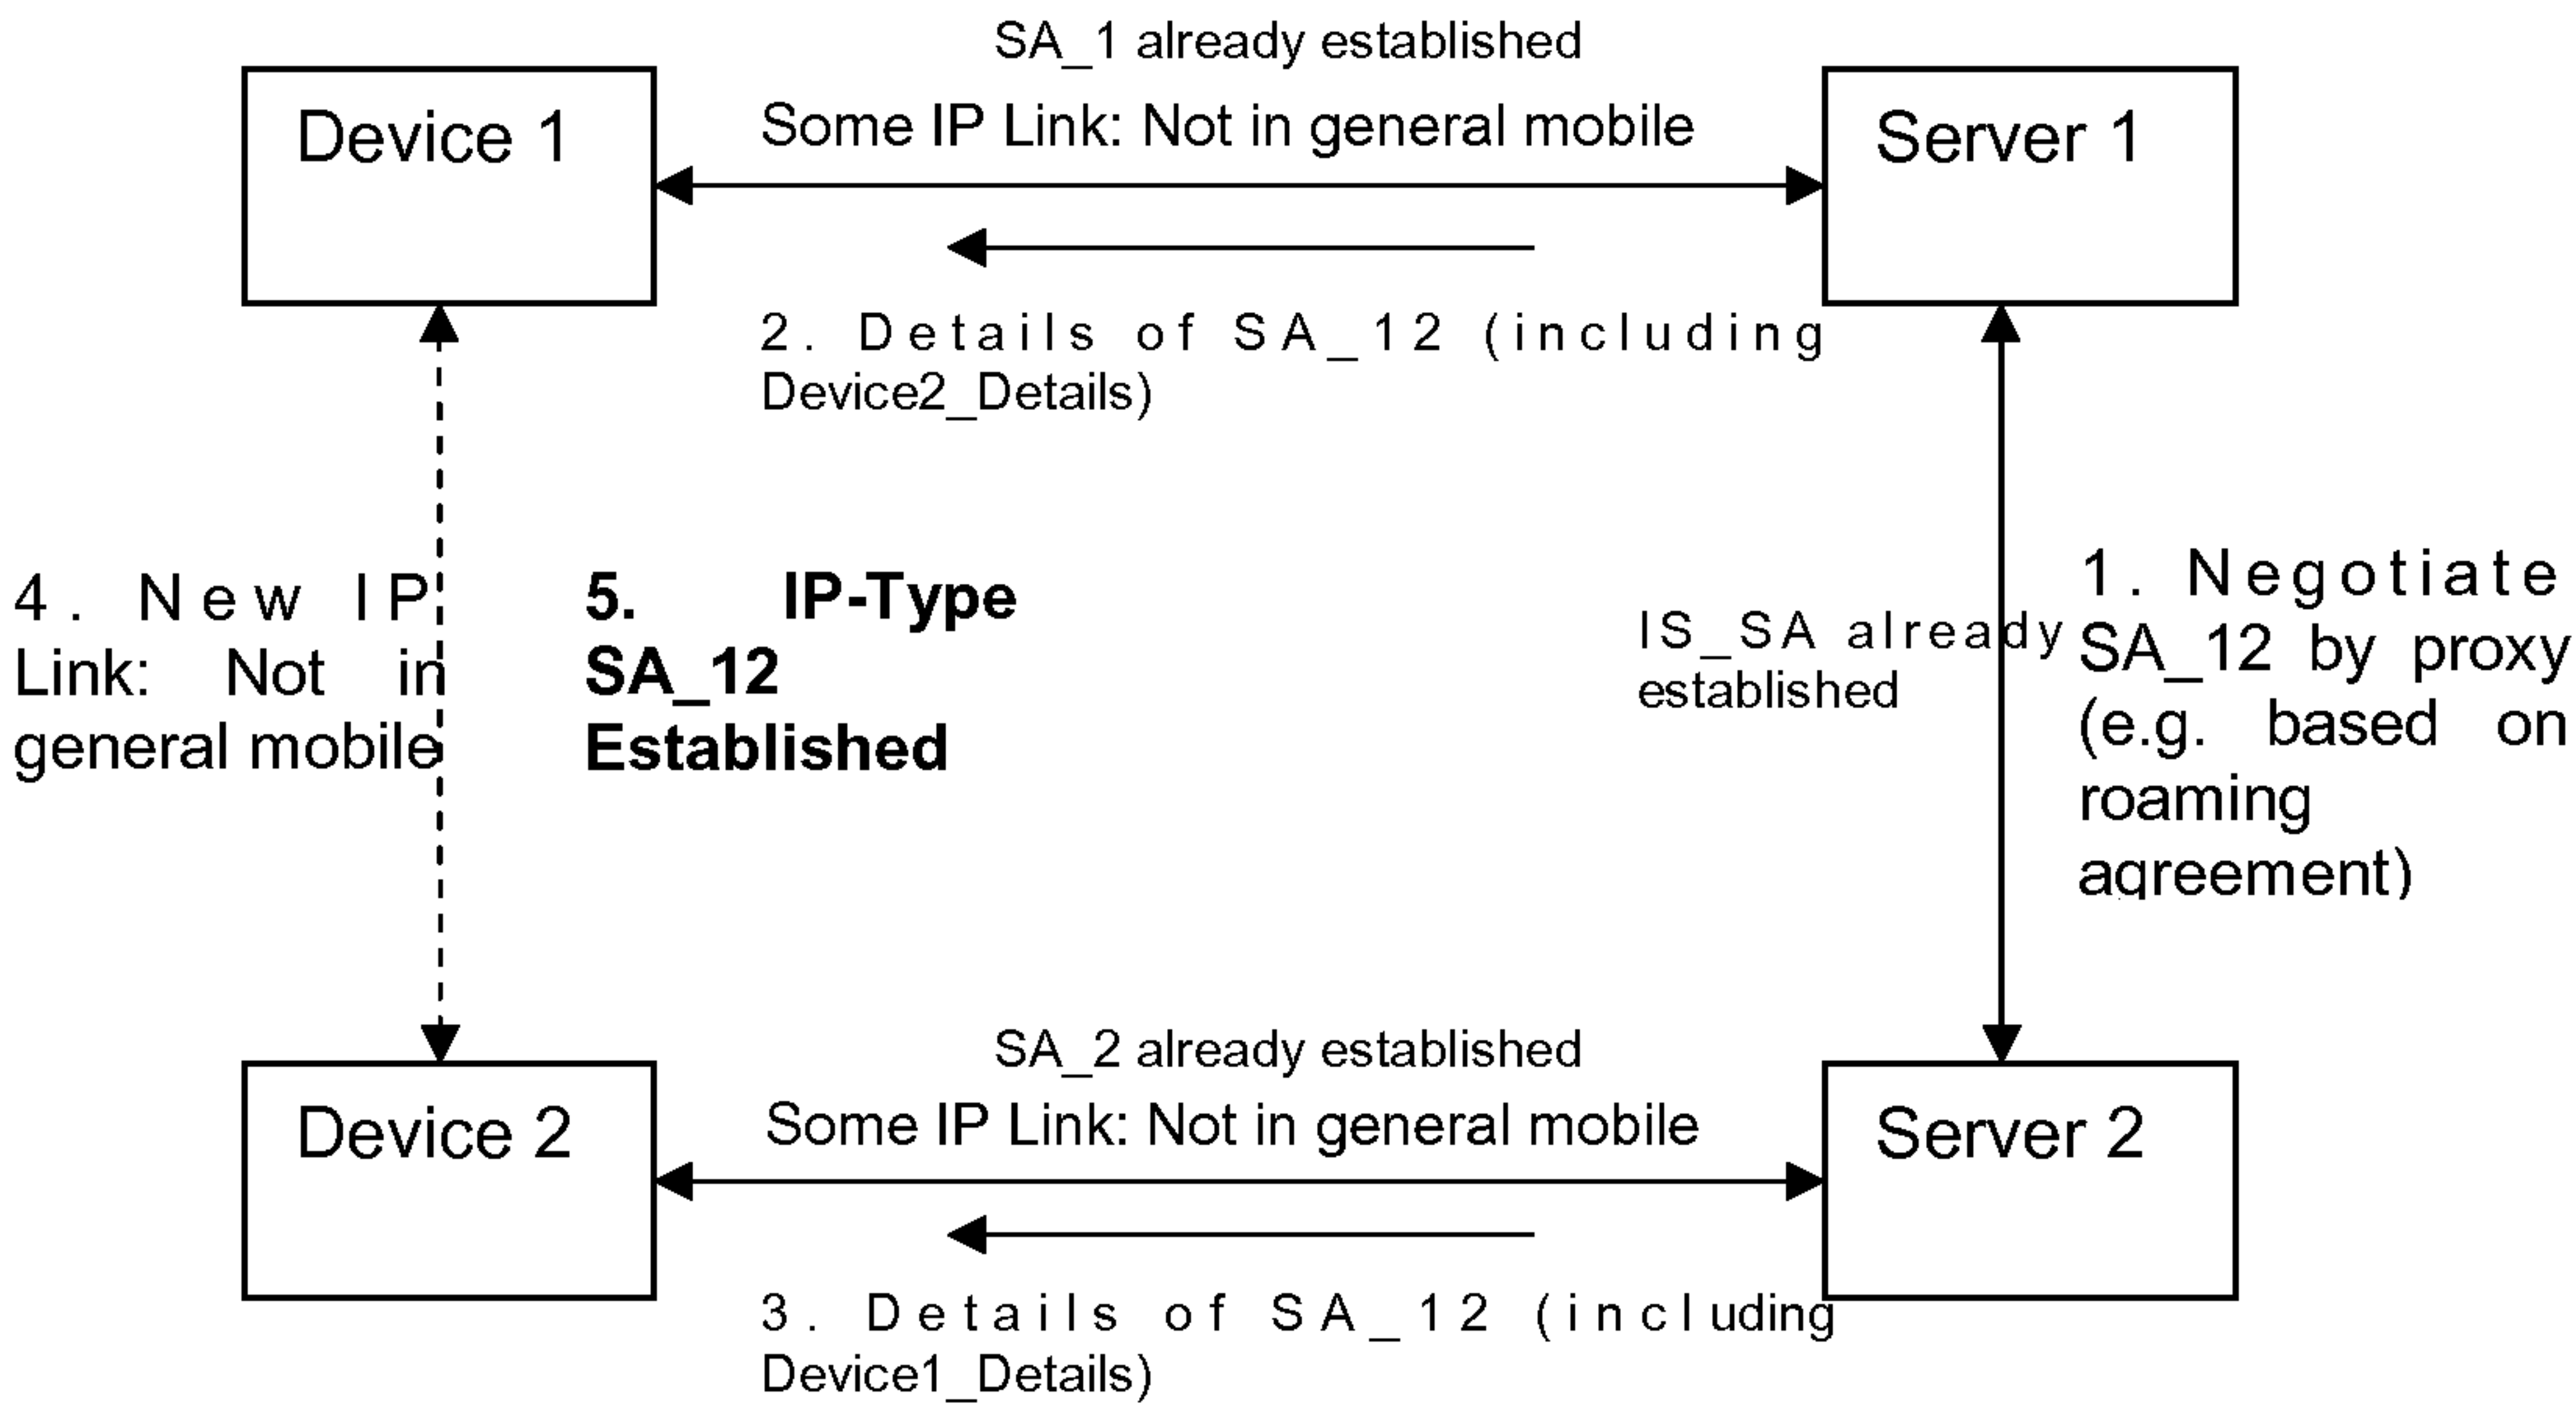 SA_1 already established
Device 1
Some IP Link: Not in general mobile
Server 1
2. Details of SA_12 (including
Device2_Details)
4. New IP
Link: Not in
general mobile
5. IP-Type
SA_12
Established
IS_SA already
established
1. Negotiate
SA_12 by proxy
(e.g. based on
roaming
agreement)
SA_2 already established
Device 2
Some IP Link: Not in general mobile
Server 2
3. Details of SA_12 (including
Device1_Details)